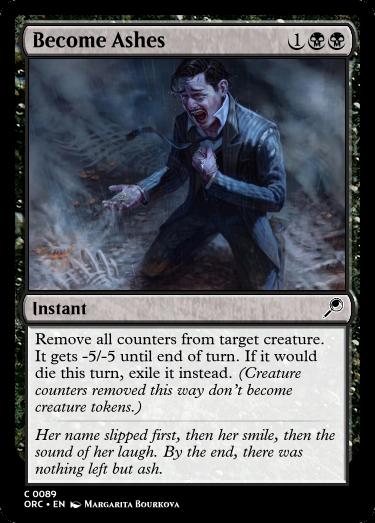 Become Ashes 1
Instant
Remove all counters from target creature.
It gets -5/-5 until end of turn. If it would
die this turn, exile it instead. (Creature
counters removed this way don't become
creature tokens.)
Her name slipped first, then her smile, then the
sound of her laugh. By the end, there was
nothing left but ash.
C 0089
ORC • EN Margarita Bourkova